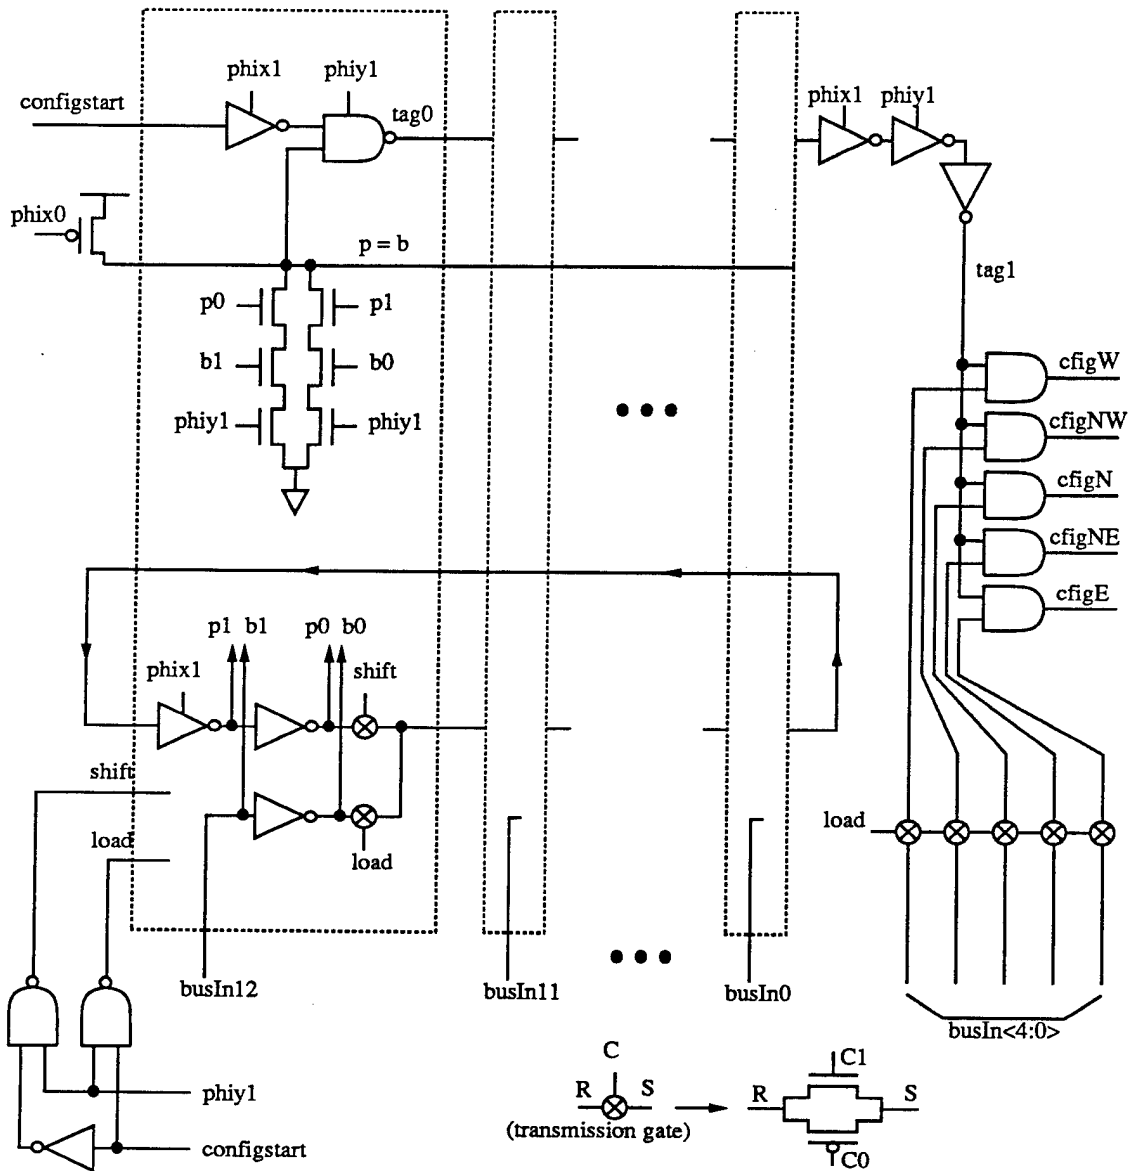 phix1
phiy1
configstart
tag0
phix1
phiy1
phix0
p = b
tag1
p0
p1
b1
b0
phiy1
phiy1
cfigW
cfigNW
cfigN
cfigNE
cfigE
p1 b1
p0 b0
phix1
shift
shift
load
load
load
busIn12
busIn11
busIn0
busIn<4:0>
phiy1
configstart
C
R
S
(transmission gate)
C1
R
S
C0